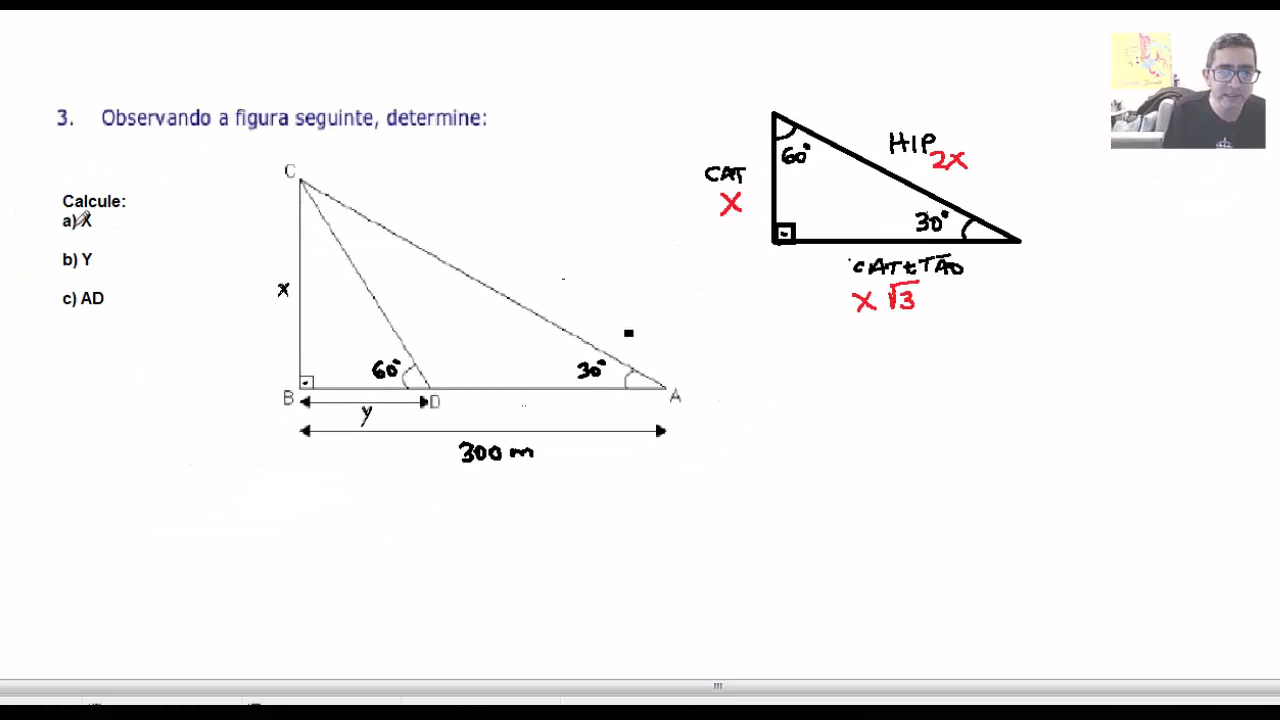 3. Observando a figura seguinte, determine:
Calcule:
a) X
b) Y
c) AD
C
x
60°
30°
B
D
A
y
300 m
60°
HIP
2x
CAT
X
30°
CATETÃO
x √3